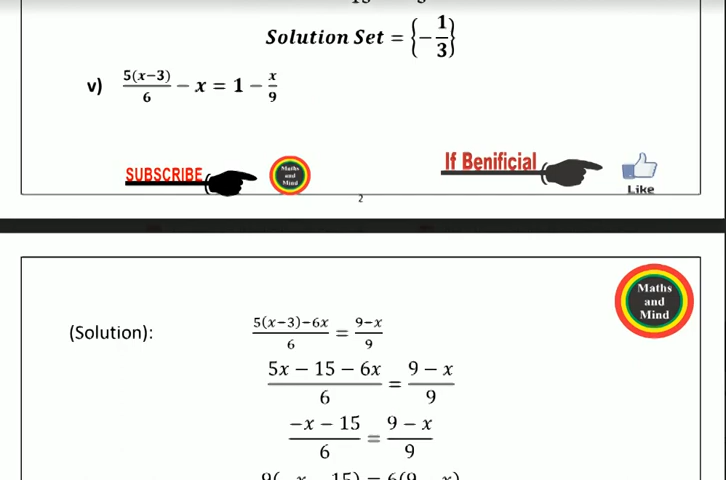 Solution Set = {-1/3}
v) 5(x−3)/6 − x = 1 − x/9
SUBSCRIBE
Maths and Mind
If Benificial
Like
2
Maths
and
Mind
(Solution): 5(x−3)−6x/6 = 9−x/9
5x − 15 − 6x/6 = 9 − x/9
−x − 15/6 = 9 − x/9